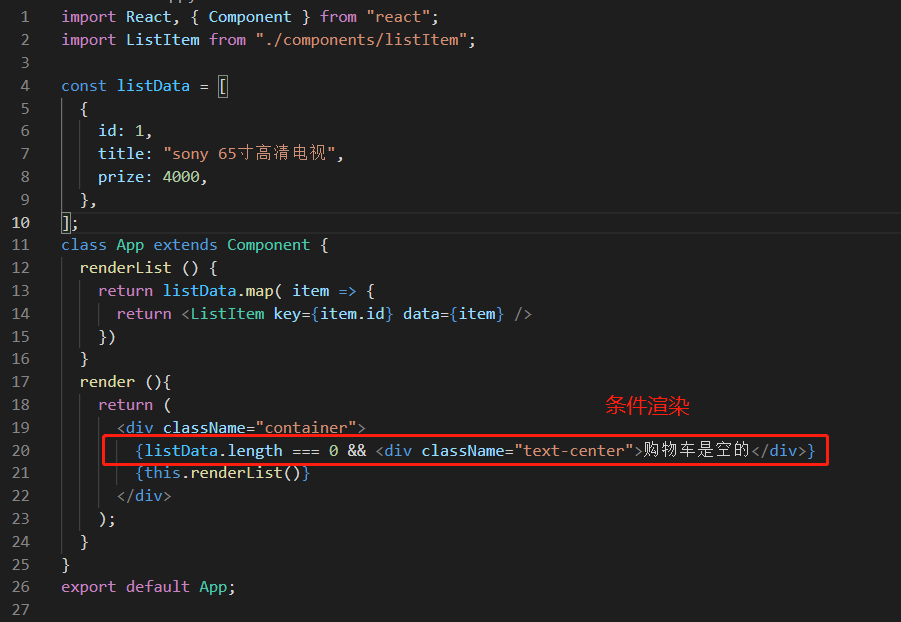 1 import React, { Component } from "react";
2 import ListItem from "./components/listItem";
3
4 const listData = [
5 {
6 id: 1,
7 title: "sony 65寸高清电视",
8 prize: 4000,
9 },
10 ];
11 class App extends Component {
12 renderList () {
13 return listData.map( item => {
14 return <ListItem key={item.id} data={item} />
15 })
16 }
17 render (){
18 return (
条件渲染
19 <div className="container">
20 {listData.length === 0 && <div className="text-center">购物车是空的</div>}
21 {this.renderList()}
22 </div>
23 );
24 }
25 }
26 export default App;
27